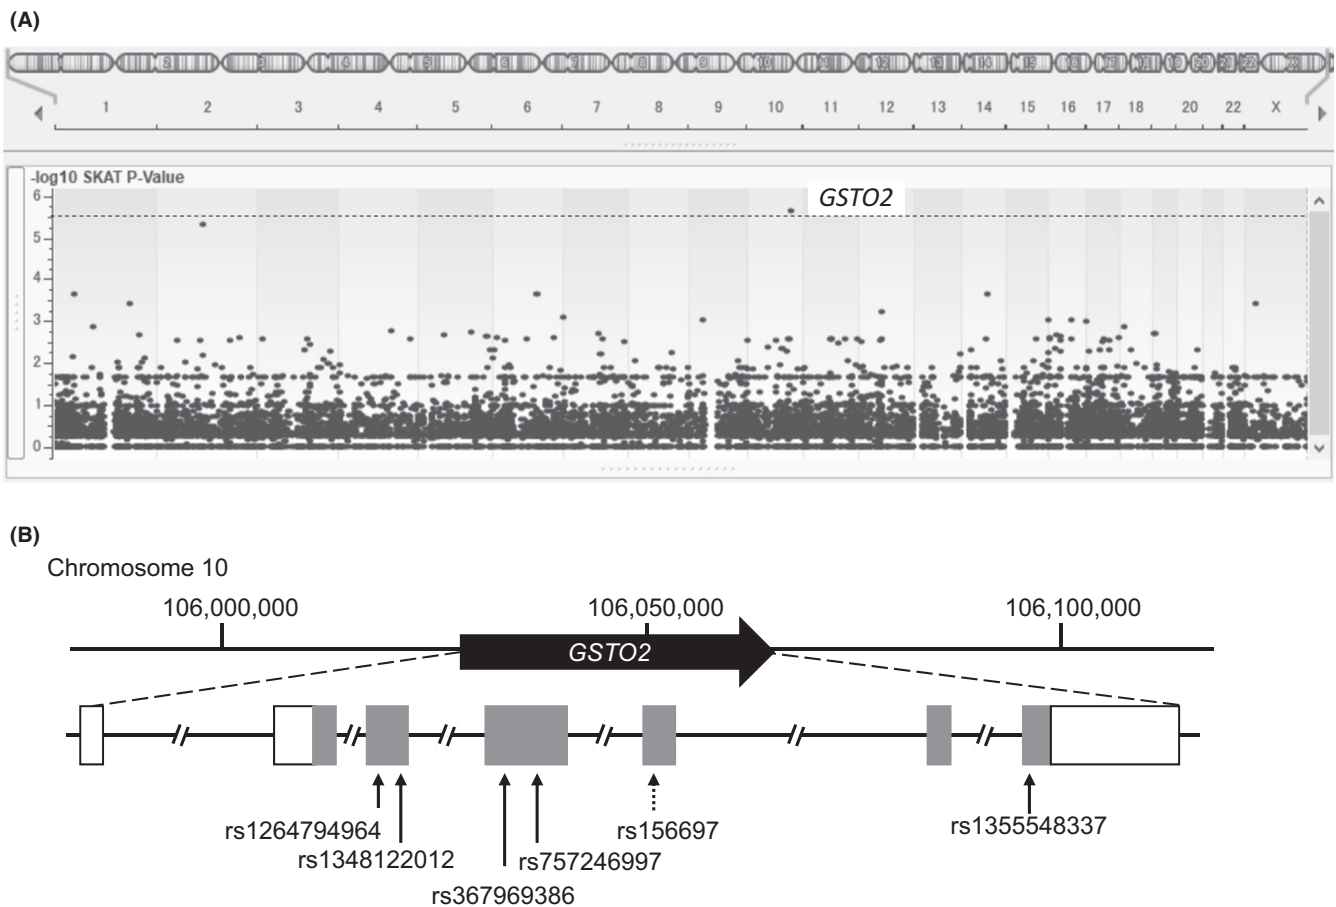 (A)
1 2 3 4 5 6 7 8 9 10 11 12 13 14 15 16 17 18 20 22 X
-log10 SKAT P-Value
6
GSTO2
5
4
3
2
1
0
(B)
Chromosome 10
106,000,000 106,050,000 106,100,000
GSTO2
rs1264794964 rs156697 rs1355548337
rs1348122012 rs757246997
rs367969386